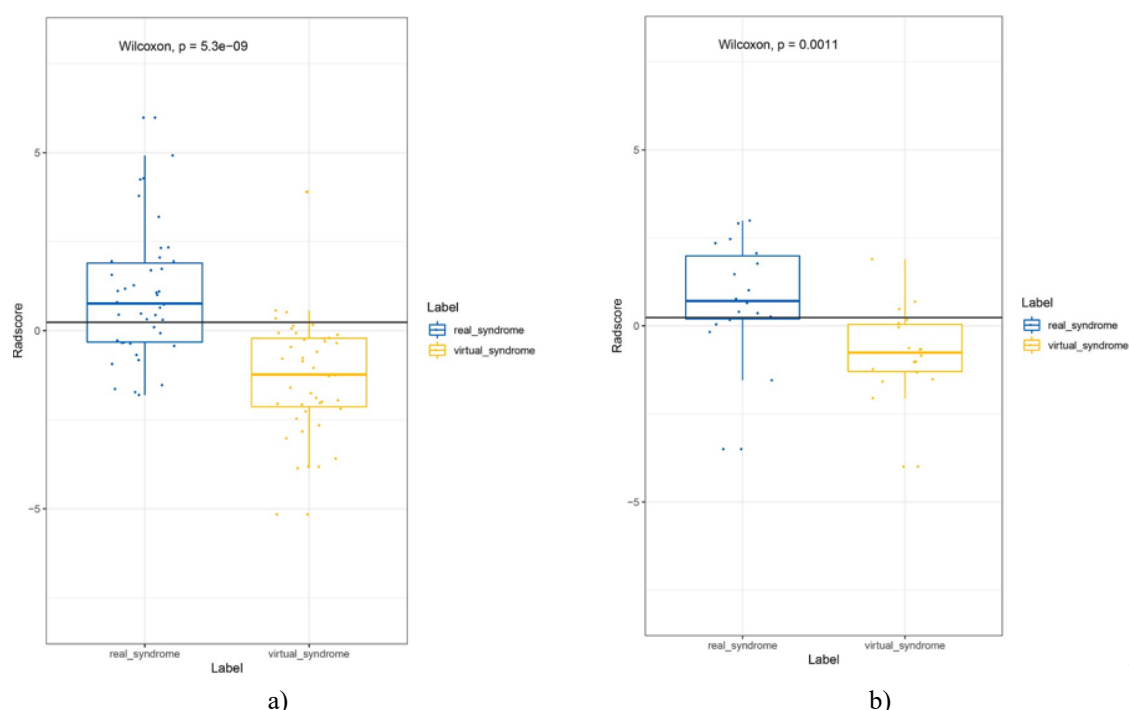 Wilcoxon, p = 5.3e−09
5
0
−5
Radscore
real_syndrome
virtual_syndrome
Label
Label
real_syndrome
virtual_syndrome
a)
Wilcoxon, p = 0.0011
5
0
−5
Radscore
real_syndrome
virtual_syndrome
Label
Label
real_syndrome
virtual_syndrome
b)